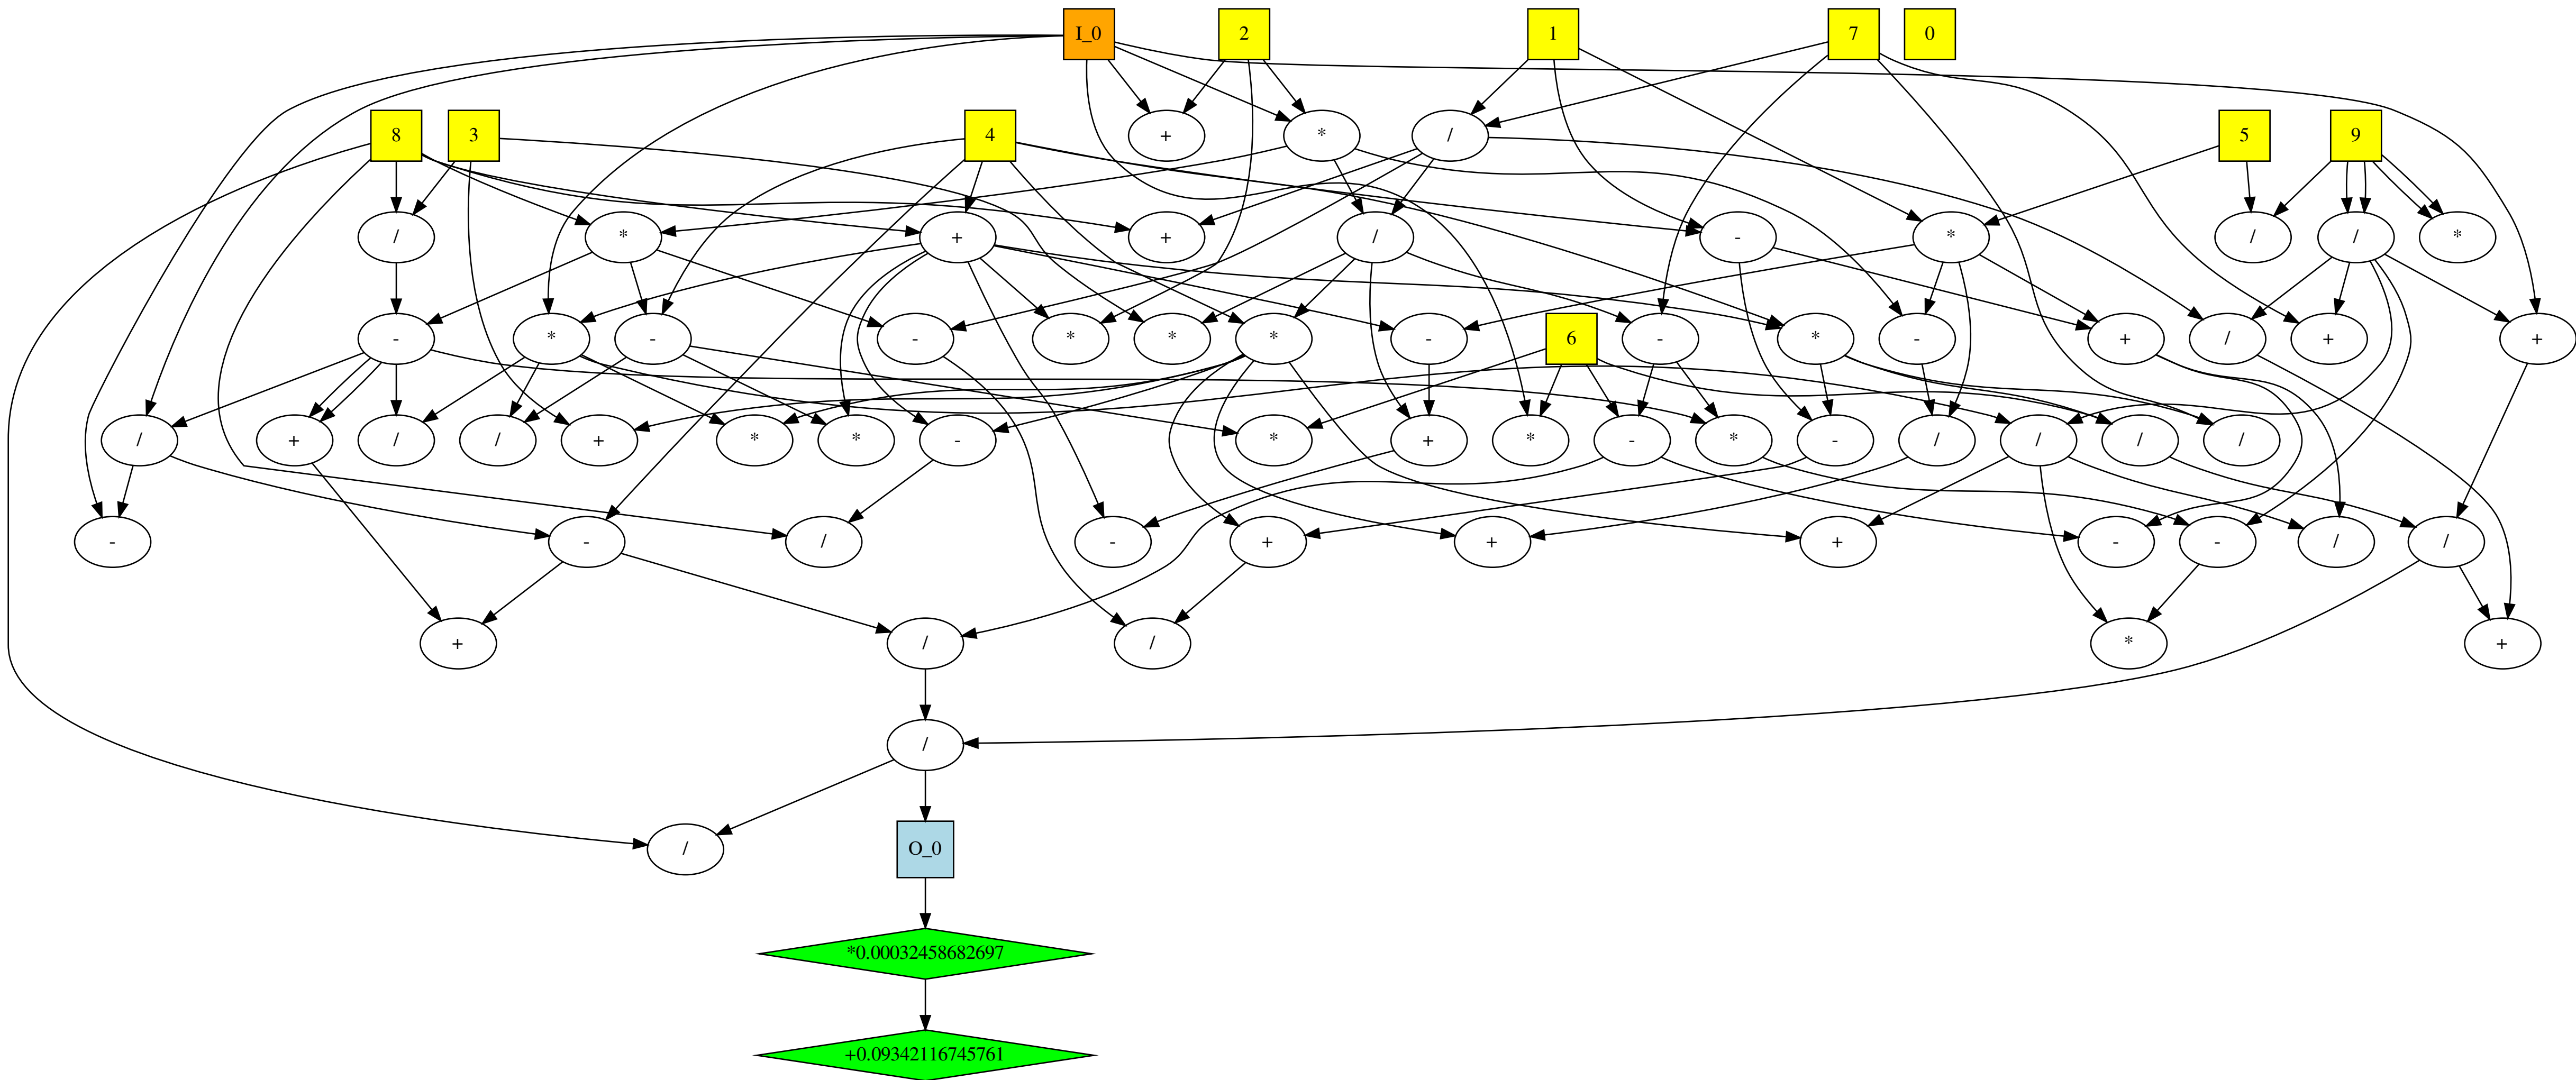 I_0 2 1 7 0
8 3 4 + * / 5 9
/ * + + / - * / / *
- * - - * * * - 6 - * - + / + +
/ + / / + * * - * + * - * - / / / /
- - / - + + + - - / /
+ / / * +
/
/ O_0
*0.00032458682697
+0.09342116745761